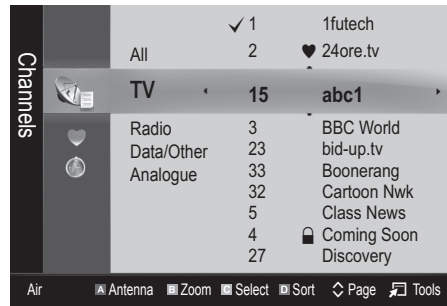 Channels
✓ 1 1futech
All 2 ♥ 24ore.tv
TV 15 abc1
Radio 3 BBC World
Data/Other 23 bid-up.tv
Analogue 33 Boonerang
32 Cartoon Nwk
5 Class News
4 Coming Soon
27 Discovery
Air A Antenna B Zoom C Select D Sort Page Tools